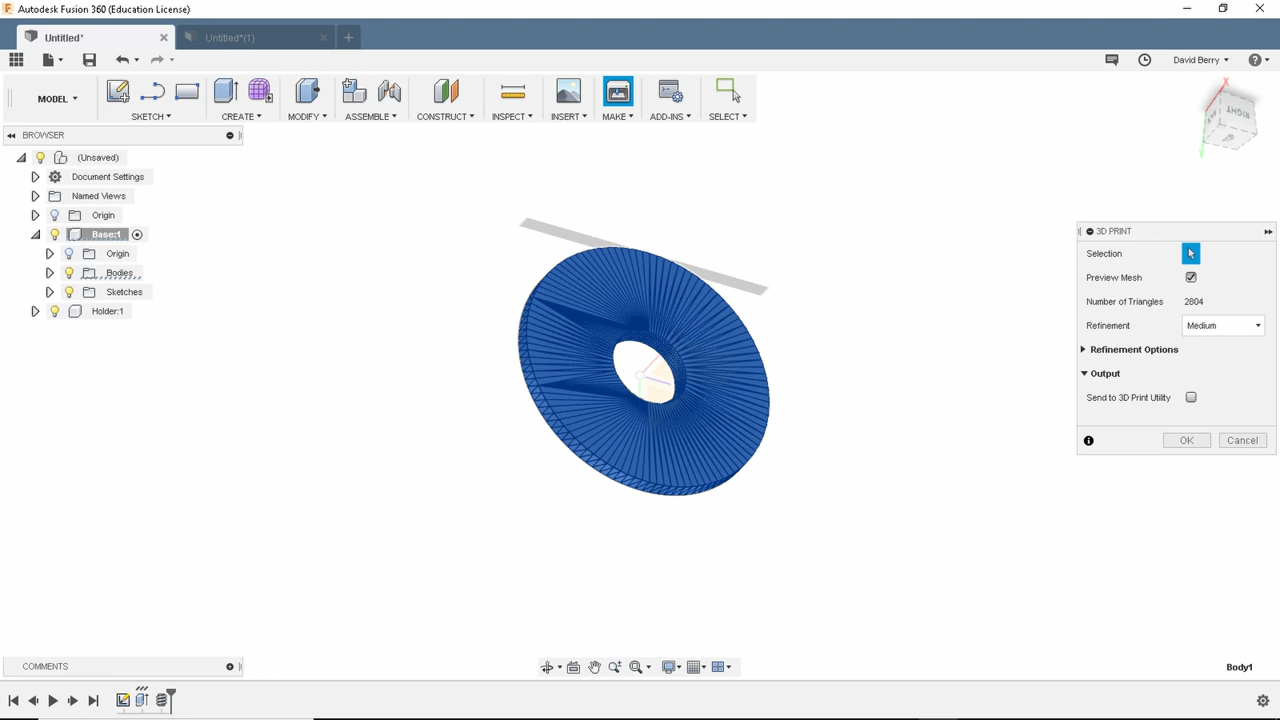 Autodesk Fusion 360 (Education License)
Untitled*
Untitled*(1)
David Berry
MODEL
SKETCH
CREATE
MODIFY
ASSEMBLE
CONSTRUCT
INSPECT
INSERT
MAKE
ADD-INS
SELECT
RIGHT
BROWSER
(Unsaved)
Document Settings
Named Views
Origin
Base:1
Origin
Bodies
Sketches
Holder:1
3D PRINT
Selection
Preview Mesh
Number of Triangles 2804
Refinement Medium
Refinement Options
Output
Send to 3D Print Utility
OK Cancel
COMMENTS
Body1